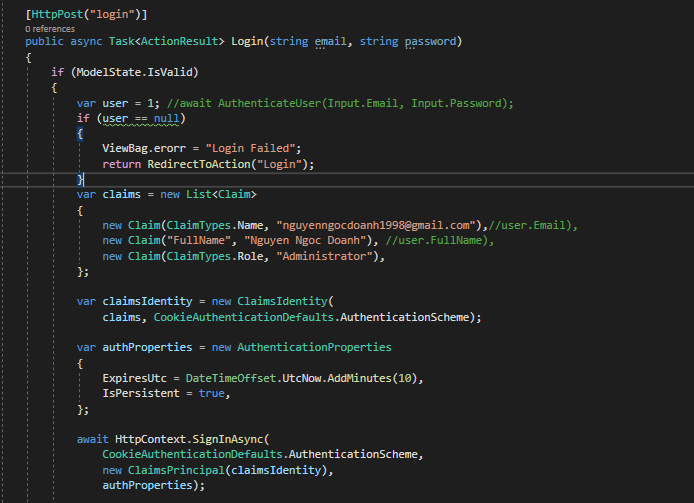 [HttpPost("login")]
0 references
public async Task<ActionResult> Login(string email, string password)
{
if (ModelState.IsValid)
{
var user = 1; //await AuthenticateUser(Input.Email, Input.Password);
if (user == null)
{
ViewBag.erorr = "Login Failed";
return RedirectToAction("Login");
}
var claims = new List<Claim>
{
new Claim(ClaimTypes.Name, "nguyenngocdoanh1998@gmail.com"),//user.Email),
new Claim("FullName", "Nguyen Ngoc Doanh"), //user.FullName),
new Claim(ClaimTypes.Role, "Administrator"),
};
var claimsIdentity = new ClaimsIdentity(
claims, CookieAuthenticationDefaults.AuthenticationScheme);
var authProperties = new AuthenticationProperties
{
ExpiresUtc = DateTimeOffset.UtcNow.AddMinutes(10),
IsPersistent = true,
};
await HttpContext.SignInAsync(
CookieAuthenticationDefaults.AuthenticationScheme,
new ClaimsPrincipal(claimsIdentity),
authProperties);